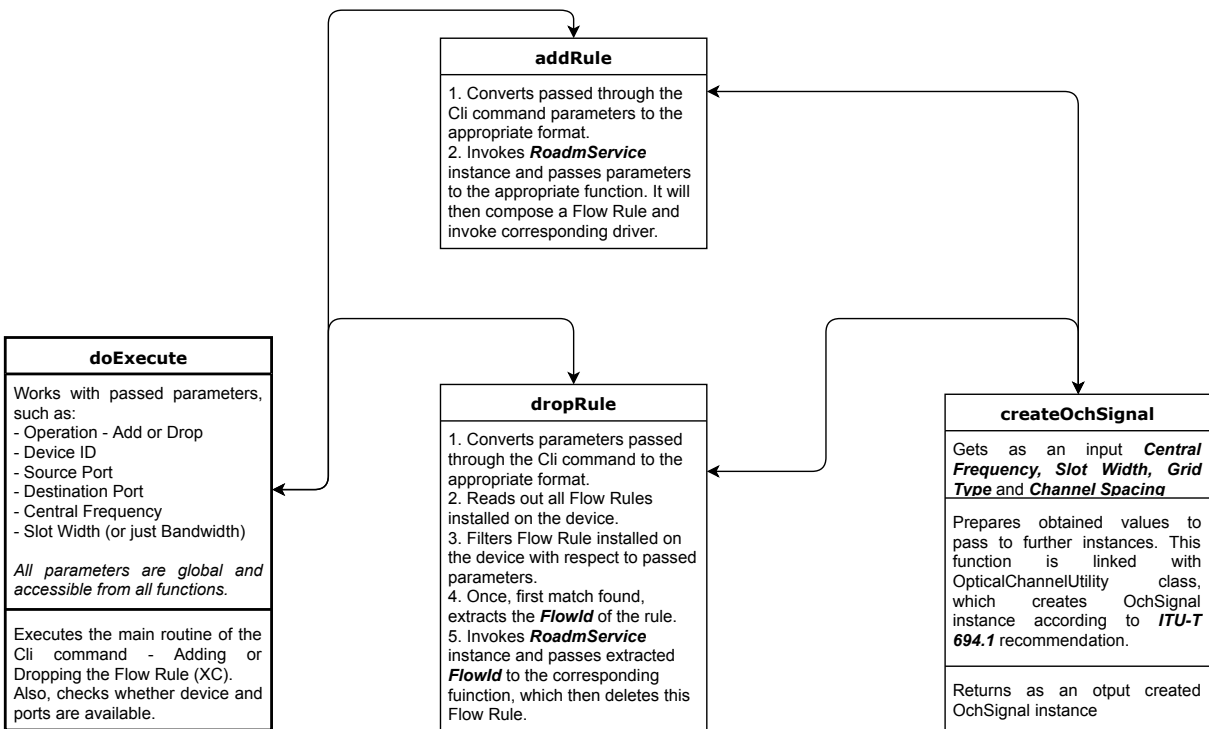 addRule
1. Converts passed through the
Cli command parameters to the
appropriate format.
2. Invokes RoadmService
instance and passes parameters
to the appropriate function. It will
then compose a Flow Rule and
invoke corresponding driver.
doExecute
Works with passed parameters,
such as:
- Operation - Add or Drop
- Device ID
- Source Port
- Destination Port
- Central Frequency
- Slot Width (or just Bandwidth)
All parameters are global and
accessible from all functions.
Executes the main routine of the
Cli command - Adding or
Dropping the Flow Rule (XC).
Also, checks whether device and
ports are available.
dropRule
1. Converts parameters passed
through the Cli command to the
appropriate format.
2. Reads out all Flow Rules
installed on the device.
3. Filters Flow Rule installed on
the device with respect to passed
parameters.
4. Once, first match found,
extracts the FlowId of the rule.
5. Invokes RoadmService
instance and passes extracted
FlowId to the corresponding
fuinction, which then deletes this
Flow Rule.
createOchSignal
Gets as an input Central
Frequency, Slot Width, Grid
Type and Channel Spacing
Prepares obtained values to
pass to further instances. This
function is linked with
OpticalChannelUtility class,
which creates OchSignal
instance according to ITU-T
694.1 recommendation.
Returns as an otput created
OchSignal instance